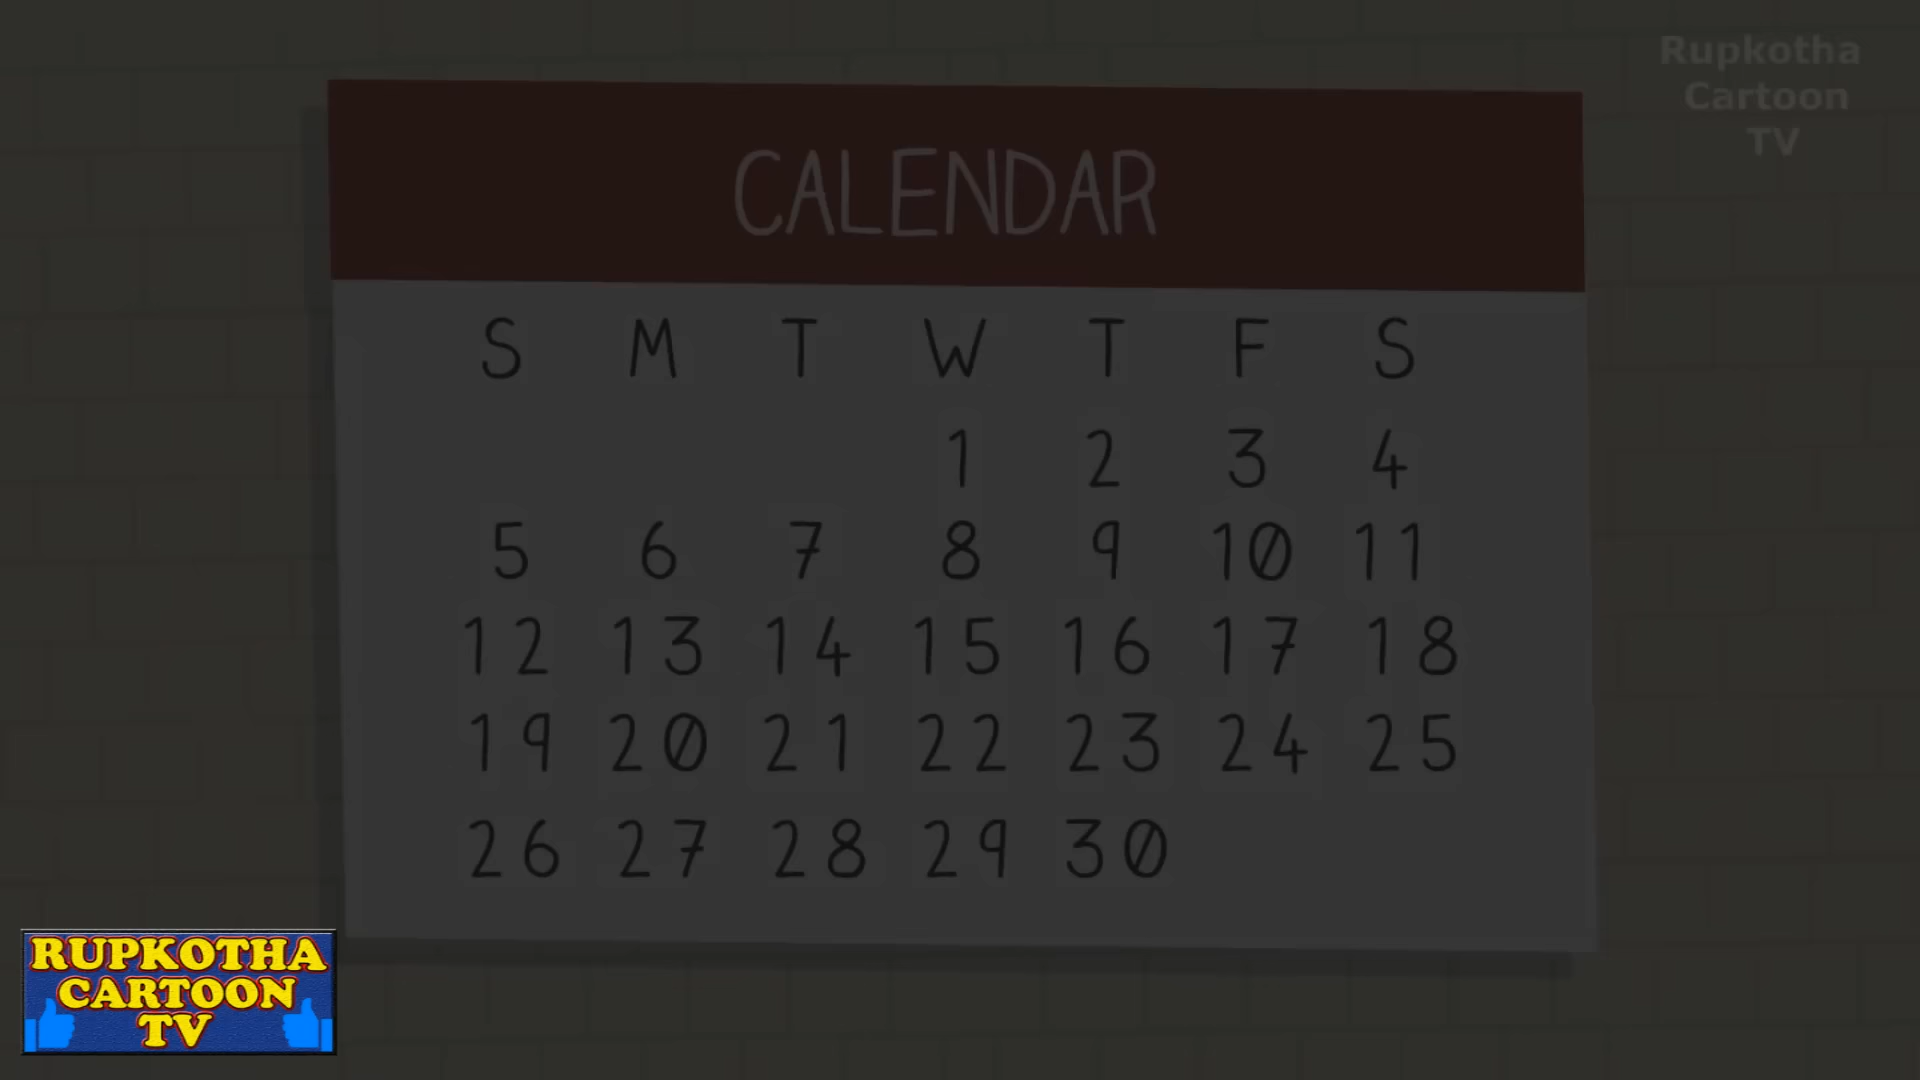 Rupkotha
Cartoon
TV
CALENDAR
S M T W T F S
1 2 3 4
5 6 7 8 9 10 11
12 13 14 15 16 17 18
19 20 21 22 23 24 25
26 27 28 29 30
RUPKOTHA
CARTOON
TV